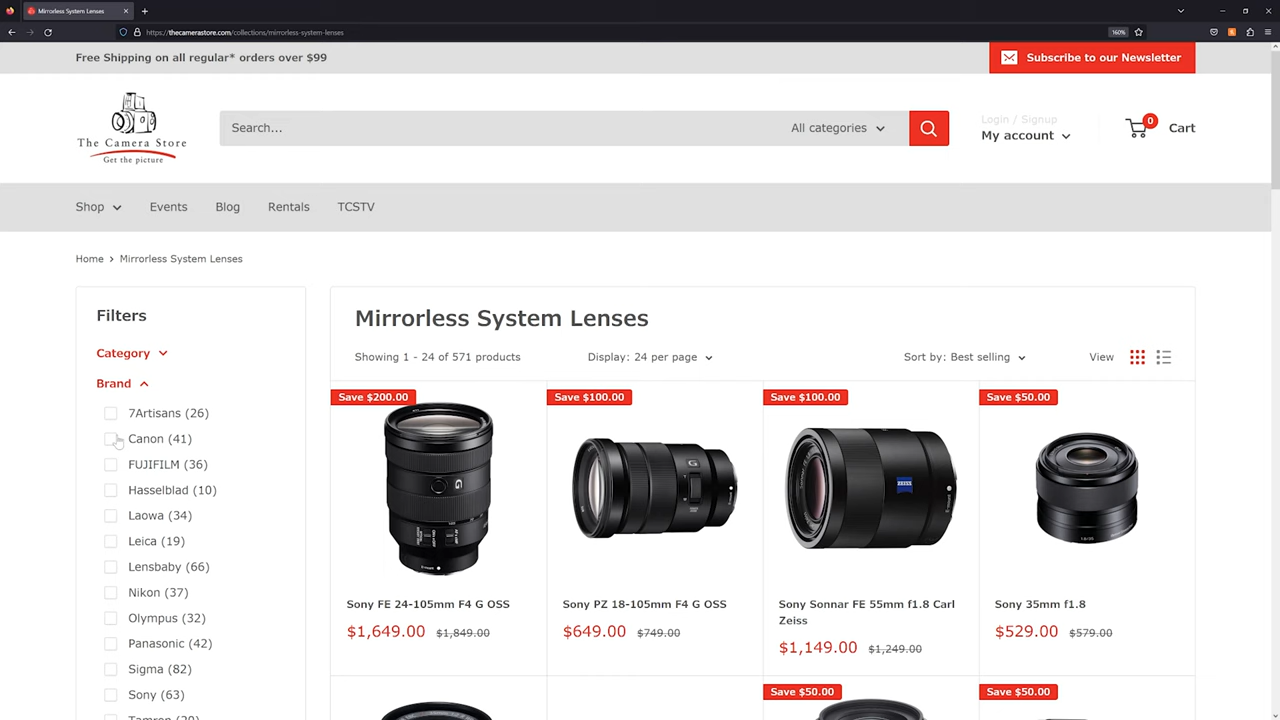 Mirrorless System Lenses
https://thecamerastore.com/collections/mirrorless-system-lenses
160%
Free Shipping on all regular* orders over $99
Subscribe to our Newsletter
The Camera Store
Get the picture
Search...
All categories
Login / Signup
My account
0
Cart
Shop
Events
Blog
Rentals
TCSTV
Home > Mirrorless System Lenses
Filters
Category
Brand
7Artisans (26)
Canon (41)
FUJIFILM (36)
Hasselblad (10)
Laowa (34)
Leica (19)
Lensbaby (66)
Nikon (37)
Olympus (32)
Panasonic (42)
Sigma (82)
Sony (63)
Mirrorless System Lenses
Showing 1 - 24 of 571 products
Display: 24 per page
Sort by: Best selling
View
Save $200.00
G
Sony FE 24-105mm F4 G OSS
$1,649.00 $1,849.00
Save $100.00
G
Sony PZ 18-105mm F4 G OSS
$649.00 $749.00
Save $100.00
ZEISS
Sony Sonnar FE 55mm f1.8 Carl
Zeiss
$1,149.00 $1,249.00
Save $50.00
Sony 35mm f1.8
$529.00 $579.00
Save $50.00
Save $50.00